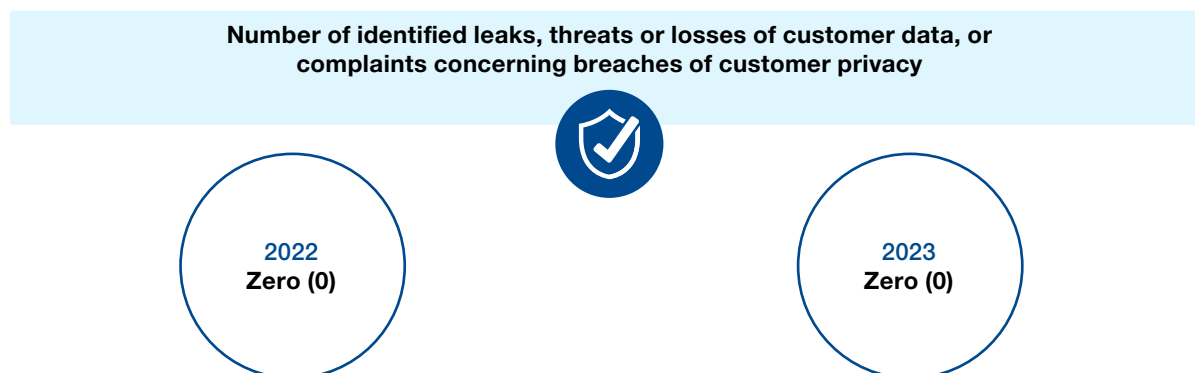 Number of identified leaks, threats or losses of customer data, or
complaints concerning breaches of customer privacy
2022
Zero (0)
2023
Zero (0)